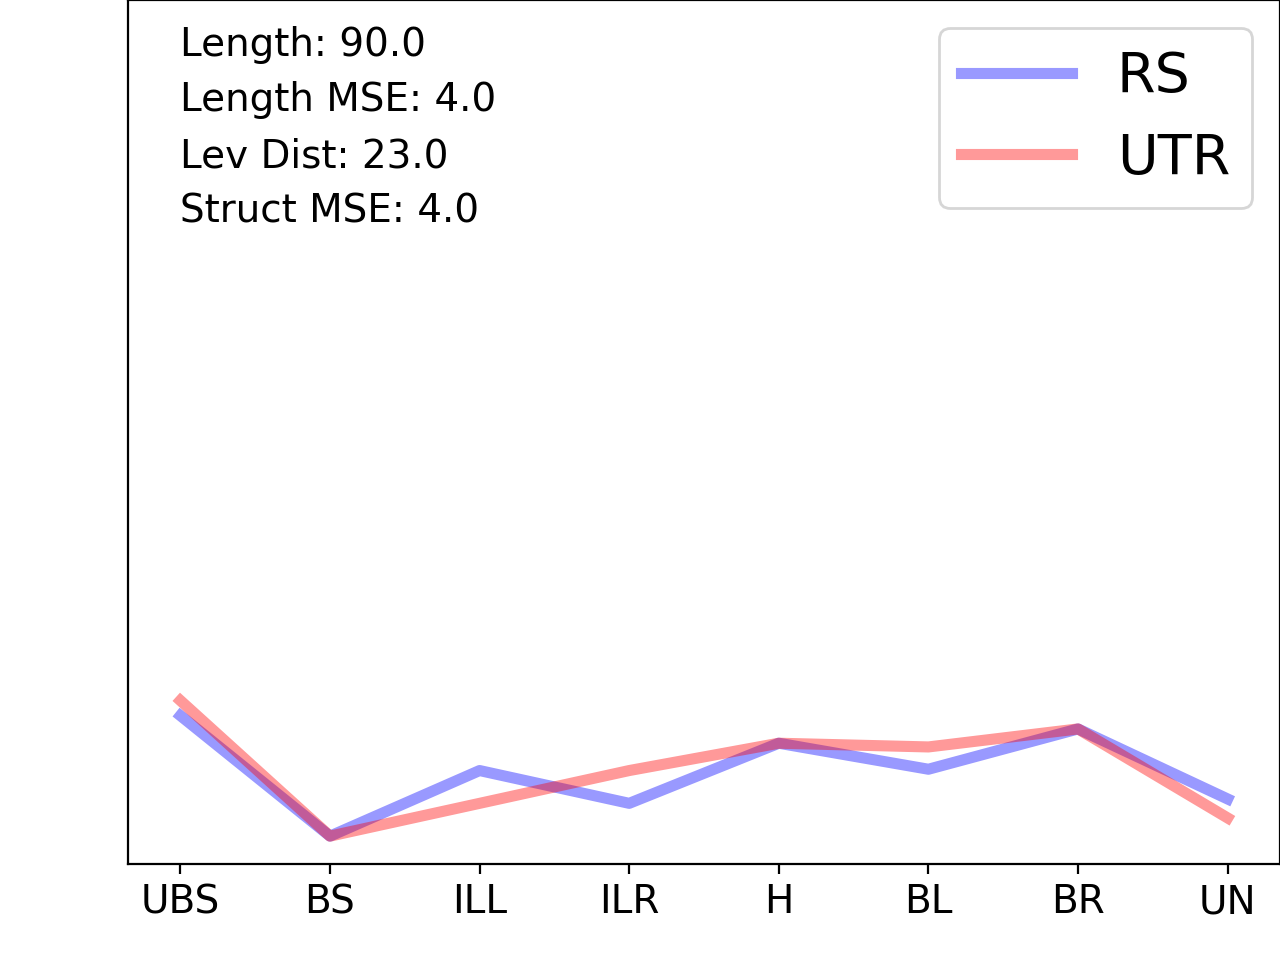 Length: 90.0
Length MSE: 4.0
Lev Dist: 23.0
Struct MSE: 4.0
RS
UTR
UBS BS ILL ILR H BL BR UN